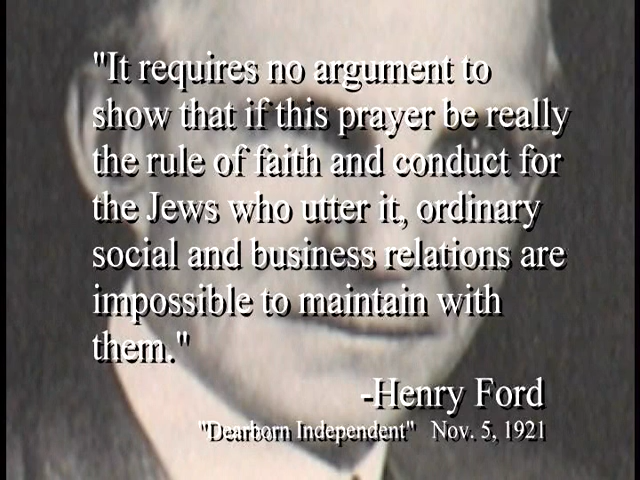 "It requires no argument to
show that if this prayer be really
the rule of faith and conduct for
the Jews who utter it, ordinary
social and business relations are
impossible to maintain with
them."
-Henry Ford
"Dearborn Independent" Nov. 5, 1921